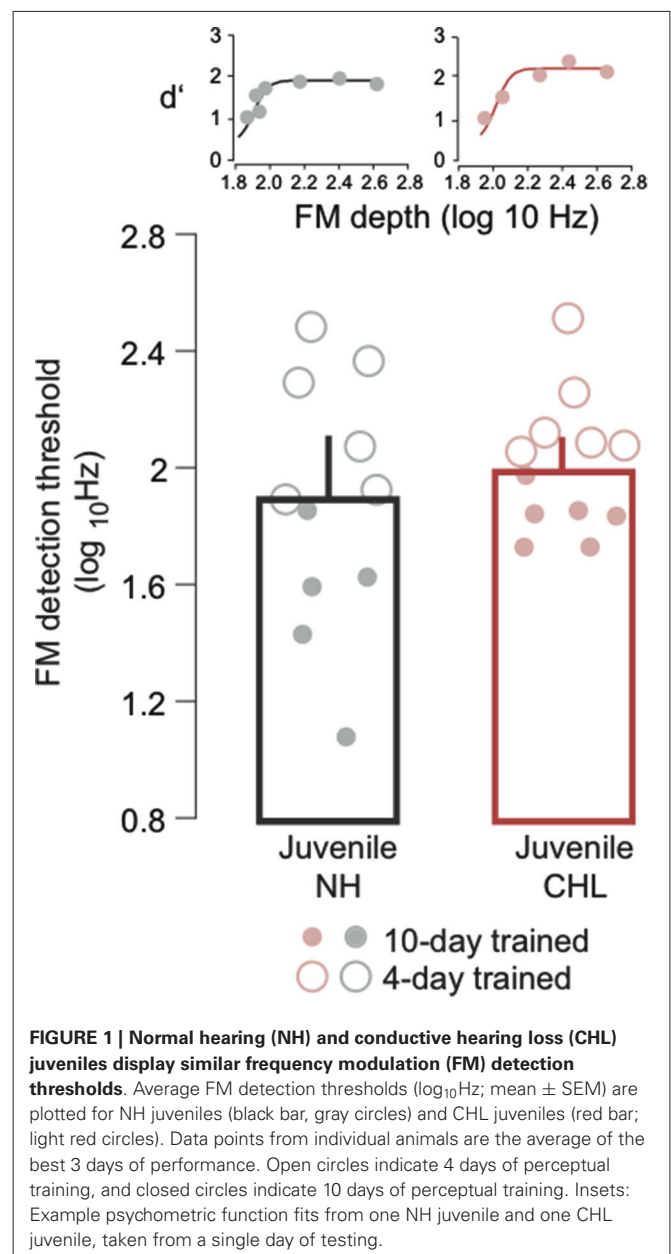 3
2
1
0
d‘
1.8 2.0 2.2 2.4 2.6 2.8
3
2
1
0
1.8 2.0 2.2 2.4 2.6 2.8
FM depth (log 10 Hz)
2.8
2.4
2
1.6
1.2
0.8
FM detection threshold
(log 10Hz)
Juvenile
NH
Juvenile
CHL
10-day trained
4-day trained
FIGURE 1 | Normal hearing (NH) and conductive hearing loss (CHL)
juveniles display similar frequency modulation (FM) detection
thresholds. Average FM detection thresholds (log10Hz; mean ± SEM) are
plotted for NH juveniles (black bar, gray circles) and CHL juveniles (red bar;
light red circles). Data points from individual animals are the average of the
best 3 days of performance. Open circles indicate 4 days of perceptual
training, and closed circles indicate 10 days of perceptual training. Insets:
Example psychometric function fits from one NH juvenile and one CHL
juvenile, taken from a single day of testing.